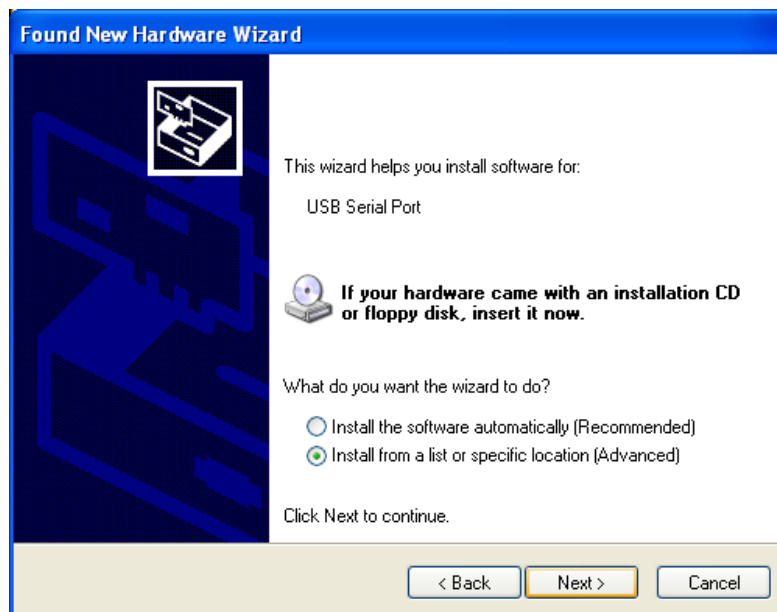 Found New Hardware Wizard
This wizard helps you install software for:
USB Serial Port
If your hardware came with an installation CD
or floppy disk, insert it now.
What do you want the wizard to do?
Install the software automatically (Recommended)
Install from a list or specific location (Advanced)
Click Next to continue.
< Back
Next >
Cancel